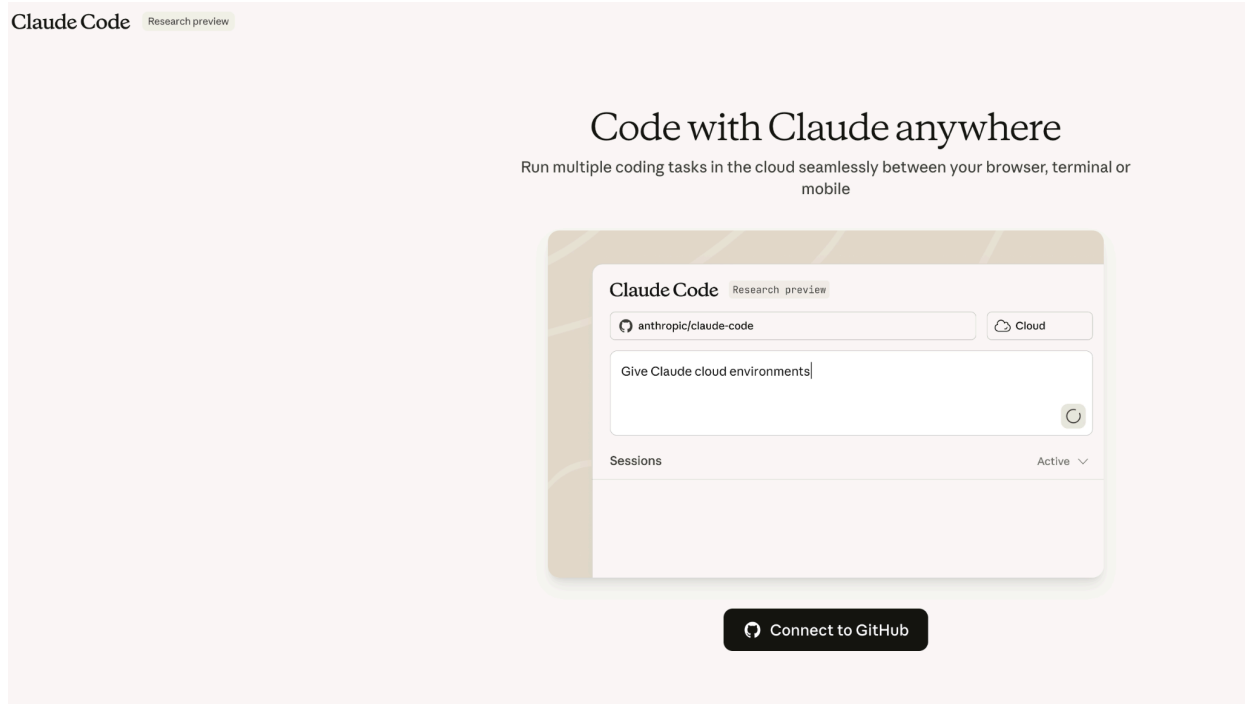 Claude Code Research preview
Code with Claude anywhere
Run multiple coding tasks in the cloud seamlessly between your browser, terminal or
mobile
Claude Code Research preview
anthropic/claude-code Cloud
Give Claude cloud environments
Sessions Active
Connect to GitHub